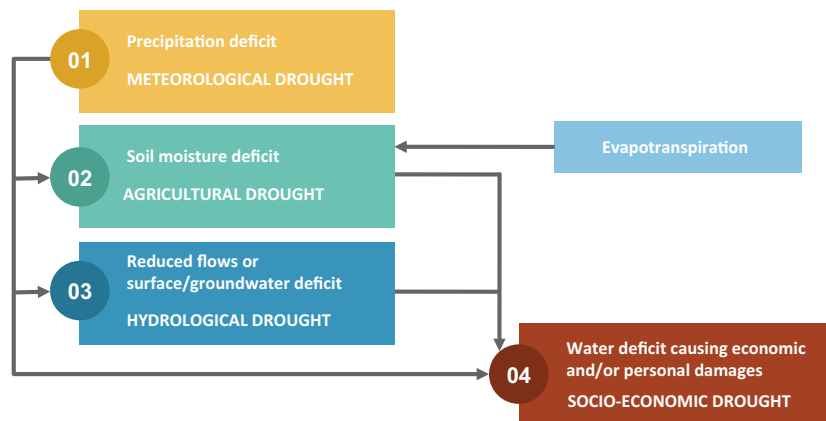 01
Precipitation deficit
METEOROLOGICAL DROUGHT
02
Soil moisture deficit
AGRICULTURAL DROUGHT
Evapotranspiration
03
Reduced flows or
surface/groundwater deficit
HYDROLOGICAL DROUGHT
04
Water deficit causing economic
and/or personal damages
SOCIO-ECONOMIC DROUGHT